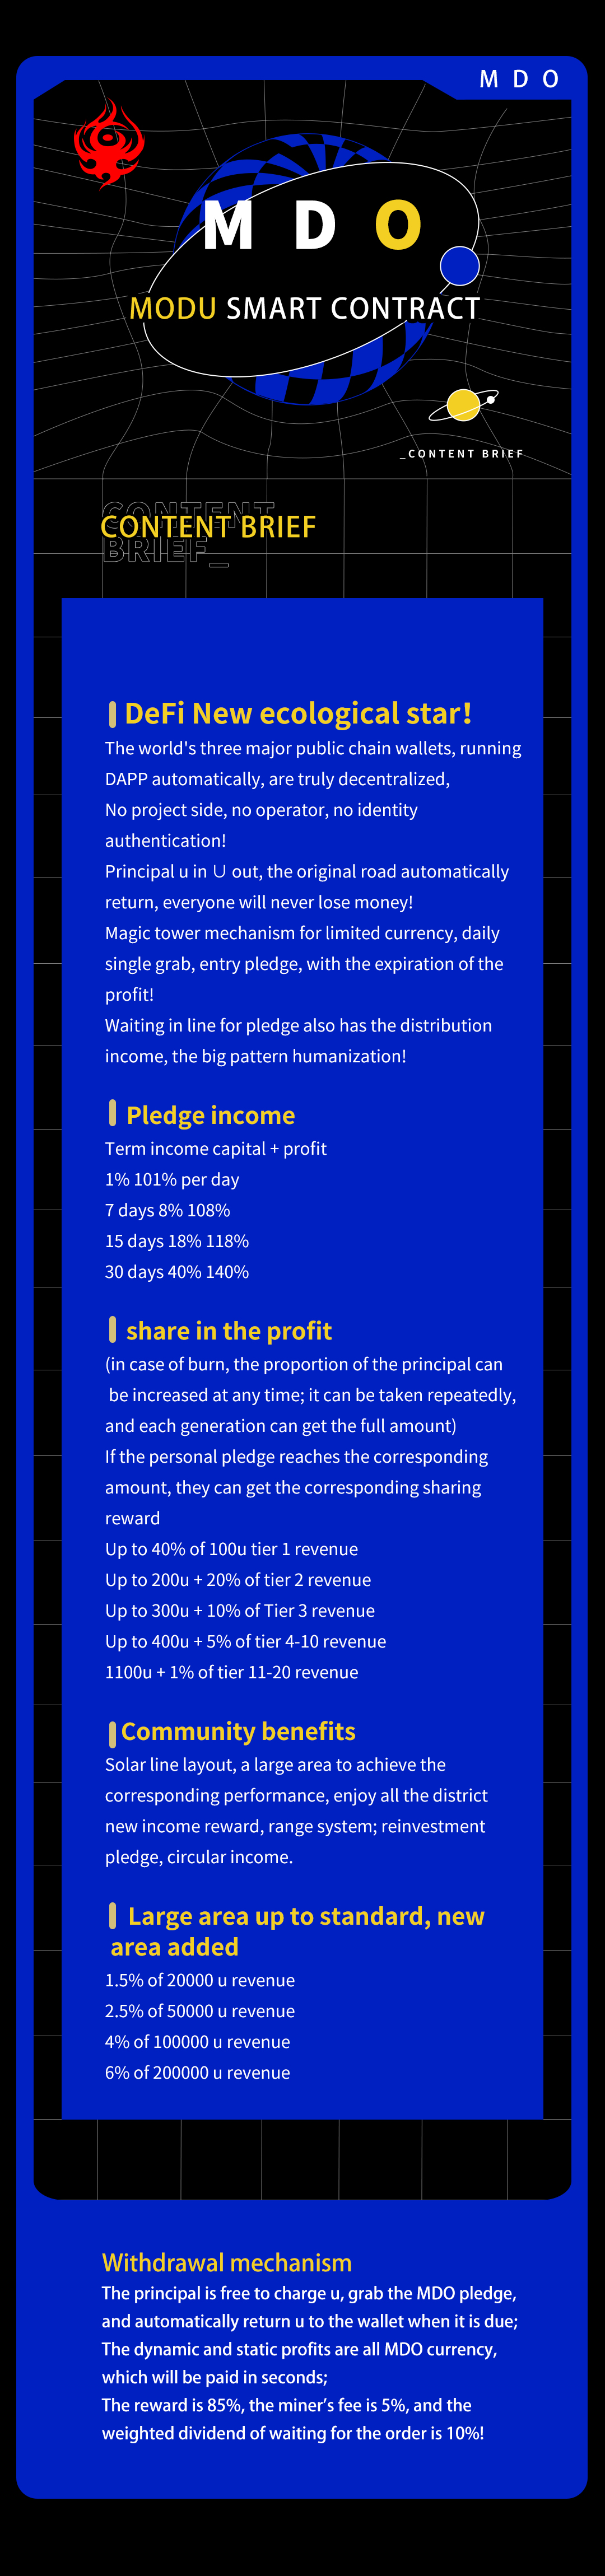 M D O
M D O
MODU SMART CONTRACT
_CONTENT BRIEF
CONTENT
CONTENT BRIEF
BRIEF_
DeFi New ecological star!
The world's three major public chain wallets, running
DAPP automatically, are truly decentralized,
No project side, no operator, no identity
authentication!
Principal u in U out, the original road automatically
return, everyone will never lose money!
Magic tower mechanism for limited currency, daily
single grab, entry pledge, with the expiration of the
profit!
Waiting in line for pledge also has the distribution
income, the big pattern humanization!
Pledge income
Term income capital + profit
1% 101% per day
7 days 8% 108%
15 days 18% 118%
30 days 40% 140%
share in the profit
(in case of burn, the proportion of the principal can
be increased at any time; it can be taken repeatedly,
and each generation can get the full amount)
If the personal pledge reaches the corresponding
amount, they can get the corresponding sharing
reward
Up to 40% of 100u tier 1 revenue
Up to 200u + 20% of tier 2 revenue
Up to 300u + 10% of Tier 3 revenue
Up to 400u + 5% of tier 4-10 revenue
1100u + 1% of tier 11-20 revenue
Community benefits
Solar line layout, a large area to achieve the
corresponding performance, enjoy all the district
new income reward, range system; reinvestment
pledge, circular income.
Large area up to standard, new
area added
1.5% of 20000 u revenue
2.5% of 50000 u revenue
4% of 100000 u revenue
6% of 200000 u revenue
Withdrawal mechanism
The principal is free to charge u, grab the MDO pledge,
and automatically return u to the wallet when it is due;
The dynamic and static profits are all MDO currency,
which will be paid in seconds;
The reward is 85%, the miner's fee is 5%, and the
weighted dividend of waiting for the order is 10%!